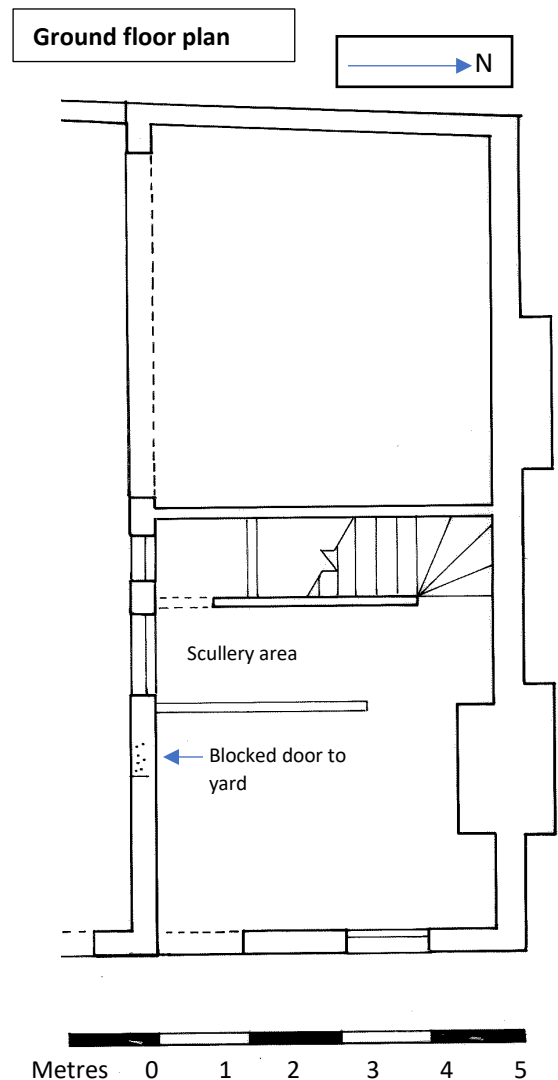 Ground floor plan
N
Scullery area
Blocked door to
yard
Metres 0 1 2 3 4 5